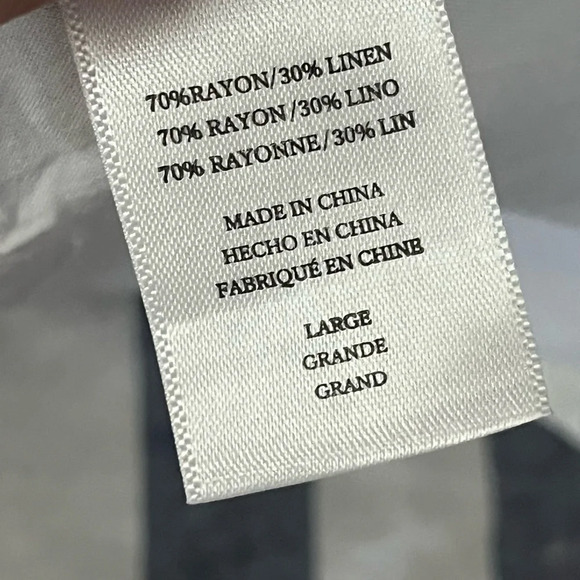 70%RAYON/30% LINEN
70% RAYON/30% LINO
70% RAYONNE/30% LIN
MADE IN CHINA
HECHO EN CHINA
FABRIQUÉ EN CHINE
LARGE
GRANDE
GRAND